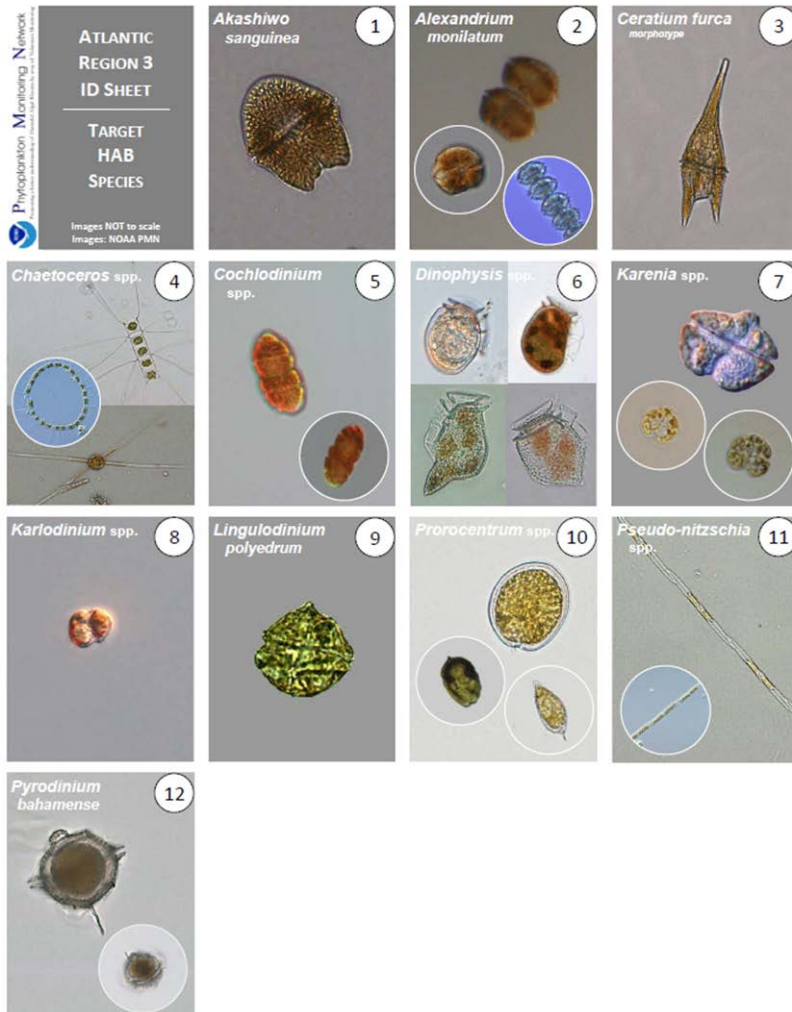 Phytoplankton Monitoring Network
ATLANTIC
REGION 3
ID SHEET
TARGET
HAB
SPECIES
Images NOT to scale
Images: NOAA PMN
Akashiwo
sanguinea
1
Alexandrium
monilatum
2
Ceratium furca
morphotype
3
Chaetoceros spp.
4
Cochlodinium
spp.
5
Dinophysis spp.
6
Karenia spp.
7
Karlodinium spp.
8
Lingulodinium
polyedrum
9
Prorocentrum spp.
10
Pseudo-nitzschia
spp.
11
Pyrodinium
bahamense
12